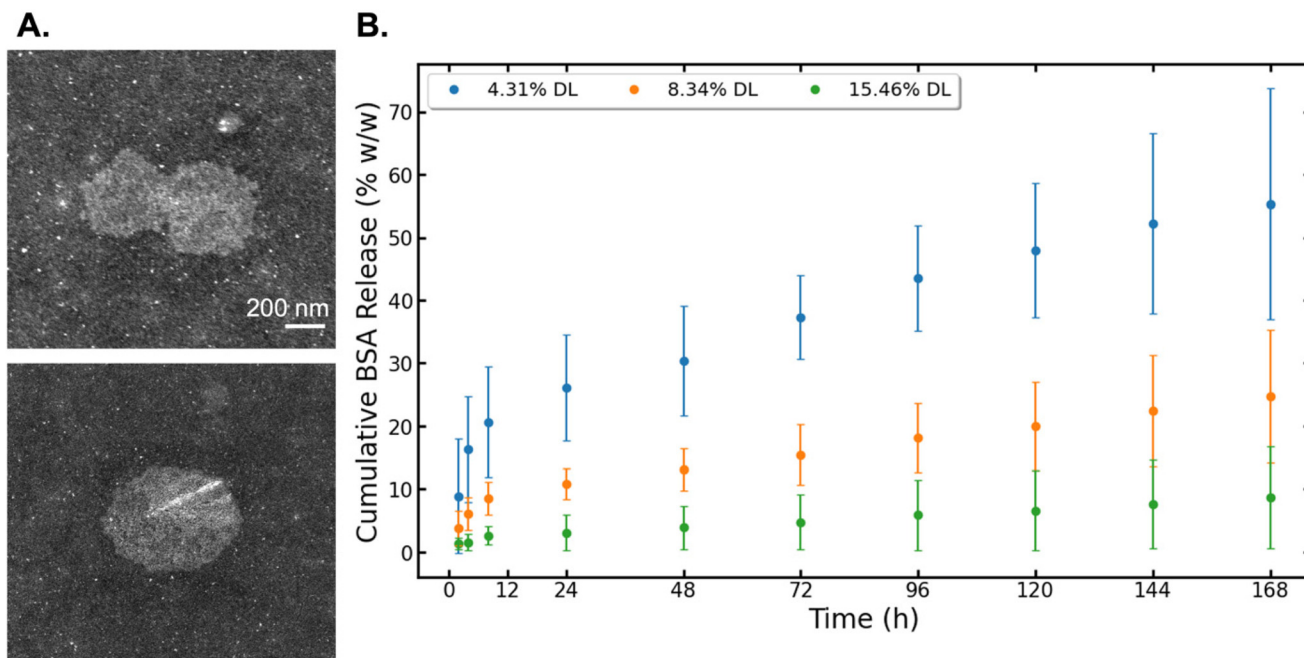 A.
B.
200 nm
4.31% DL
8.34% DL
15.46% DL
Cumulative BSA Release (% w/w)
70
60
50
40
30
20
10
0
0 12 24 48 72 96 120 144 168
Time (h)